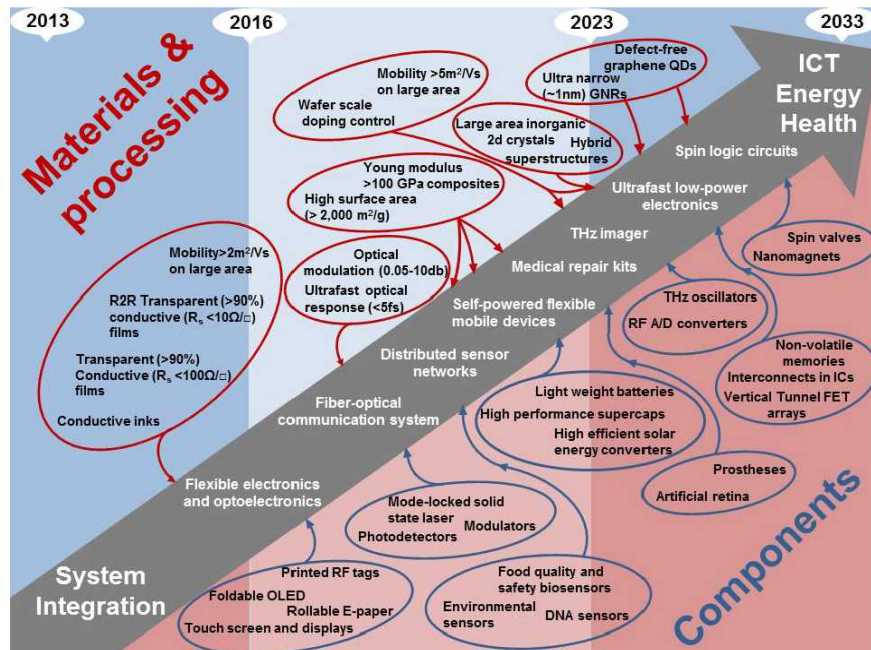 2013
2016
2023
2033
Materials &
processing
Mobility >5m²/Vs
on large area
Wafer scale
doping control
Defect-free
graphene QDs
Ultra narrow
(~1nm) GNRs
ICT
Energy
Health
Large area inorganic
2d crystals
Hybrid
superstructures
Spin logic circuits
Young modulus
>100 GPa composites
High surface area
(> 2,000 m²/g)
Ultrafast low-power
electronics
THz imager
Spin valves
Nanomagnets
Mobility>2m²/Vs
on large area
Optical
modulation (0.05-10db)
Ultrafast optical
response (<5fs)
Medical repair kits
R2R Transparent (>90%)
conductive (Rs <10Ω/□)
films
Self-powered flexible
mobile devices
THz oscillators
RF A/D converters
Transparent (>90%)
Conductive (Rs <100Ω/□)
films
Distributed sensor
networks
Non-volatile
memories
Interconnects in ICs
Vertical Tunnel FET
arrays
Conductive inks
Fiber-optical
communication system
Light weight batteries
High performance supercaps
High efficient solar
energy converters
Flexible electronics
and optoelectronics
Prostheses
Artificial retina
Mode-locked solid
state laser
Modulators
Photodetectors
System
Integration
Printed RF tags
Foldable OLED
Rollable E-paper
Touch screen and displays
Food quality and
safety biosensors
Environmental
sensors
DNA sensors
Components